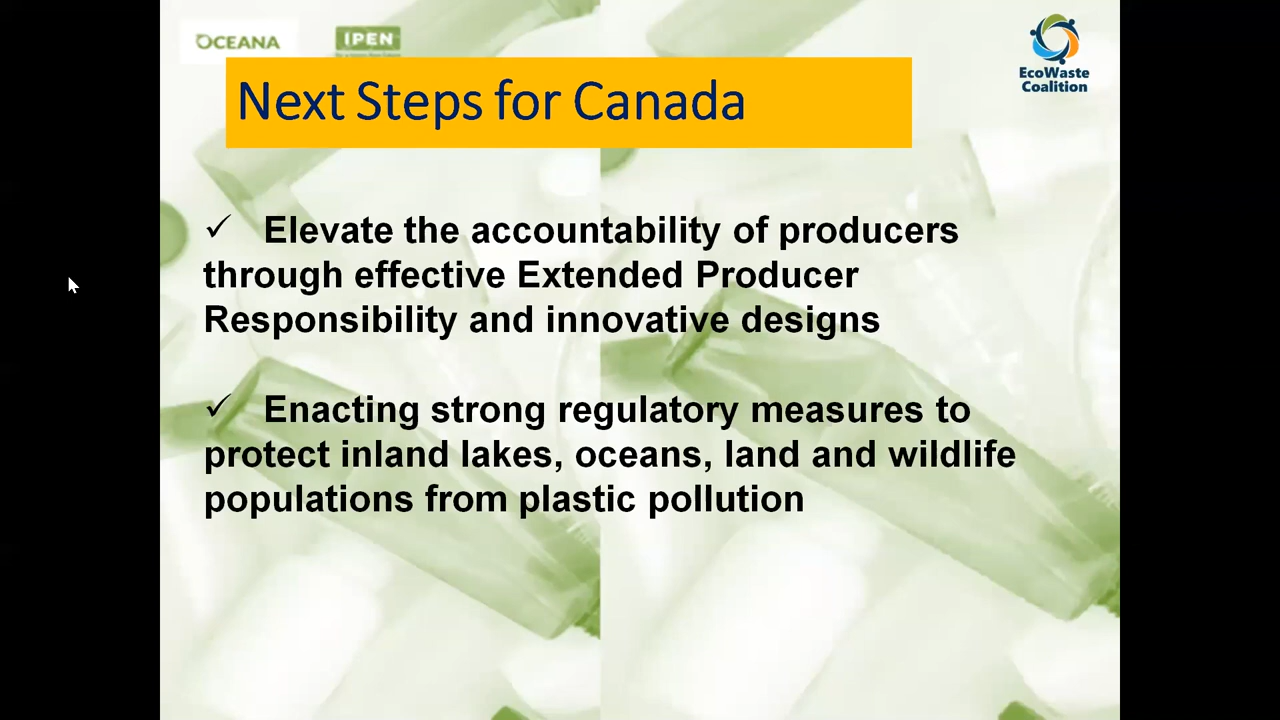 OCEANA
IPEN
EcoWaste
Coalition
Next Steps for Canada
✓ Elevate the accountability of producers
through effective Extended Producer
Responsibility and innovative designs
✓ Enacting strong regulatory measures to
protect inland lakes, oceans, land and wildlife
populations from plastic pollution